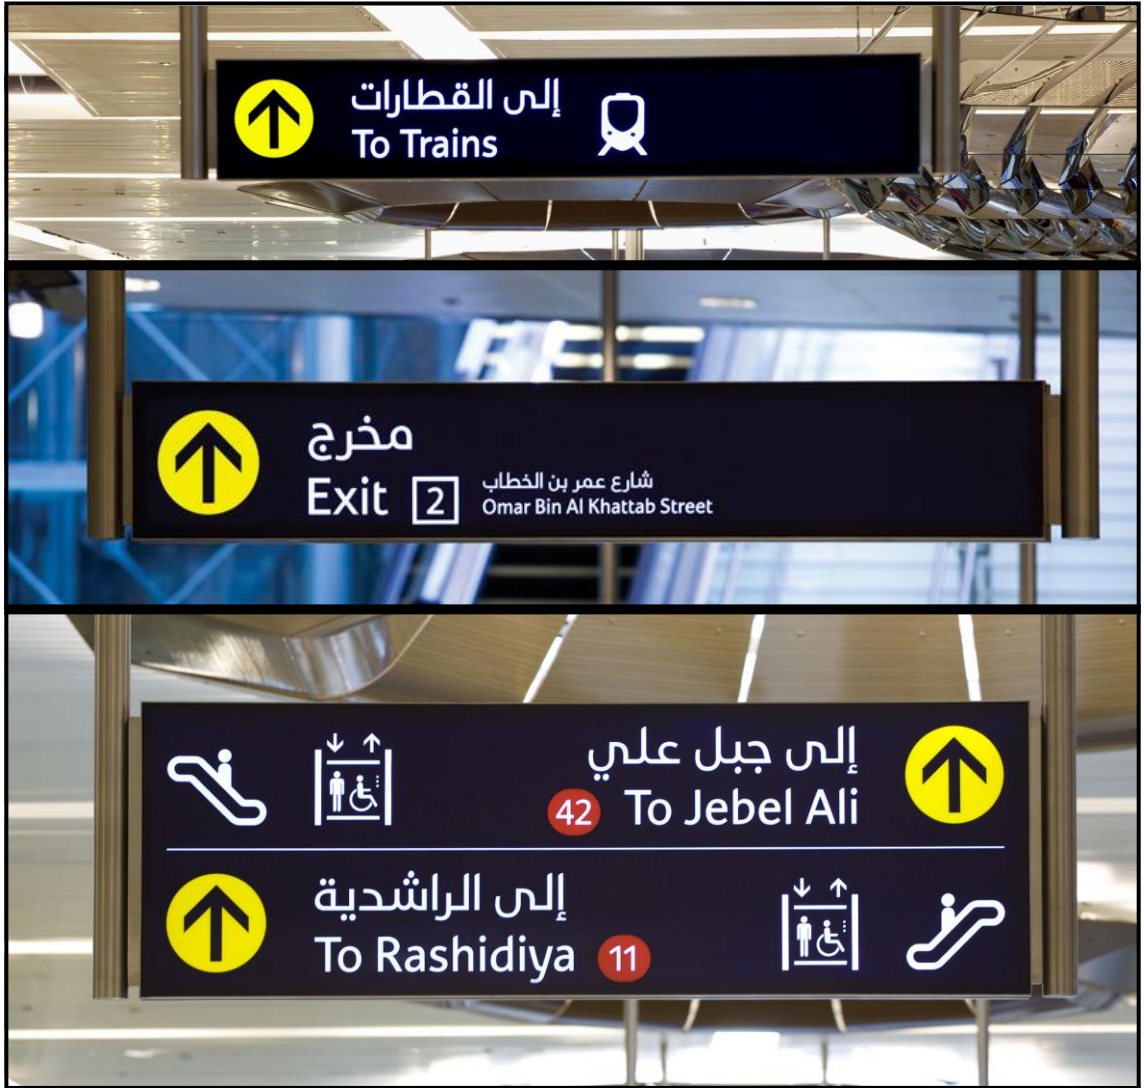 إلى القطارات
To Trains
مخرج
Exit 2
شارع عمر بن الخطاب
Omar Bin Al Khattab Street
إلى جبل علي
42 To Jebel Ali
إلى الراشدية
To Rashidiya 11